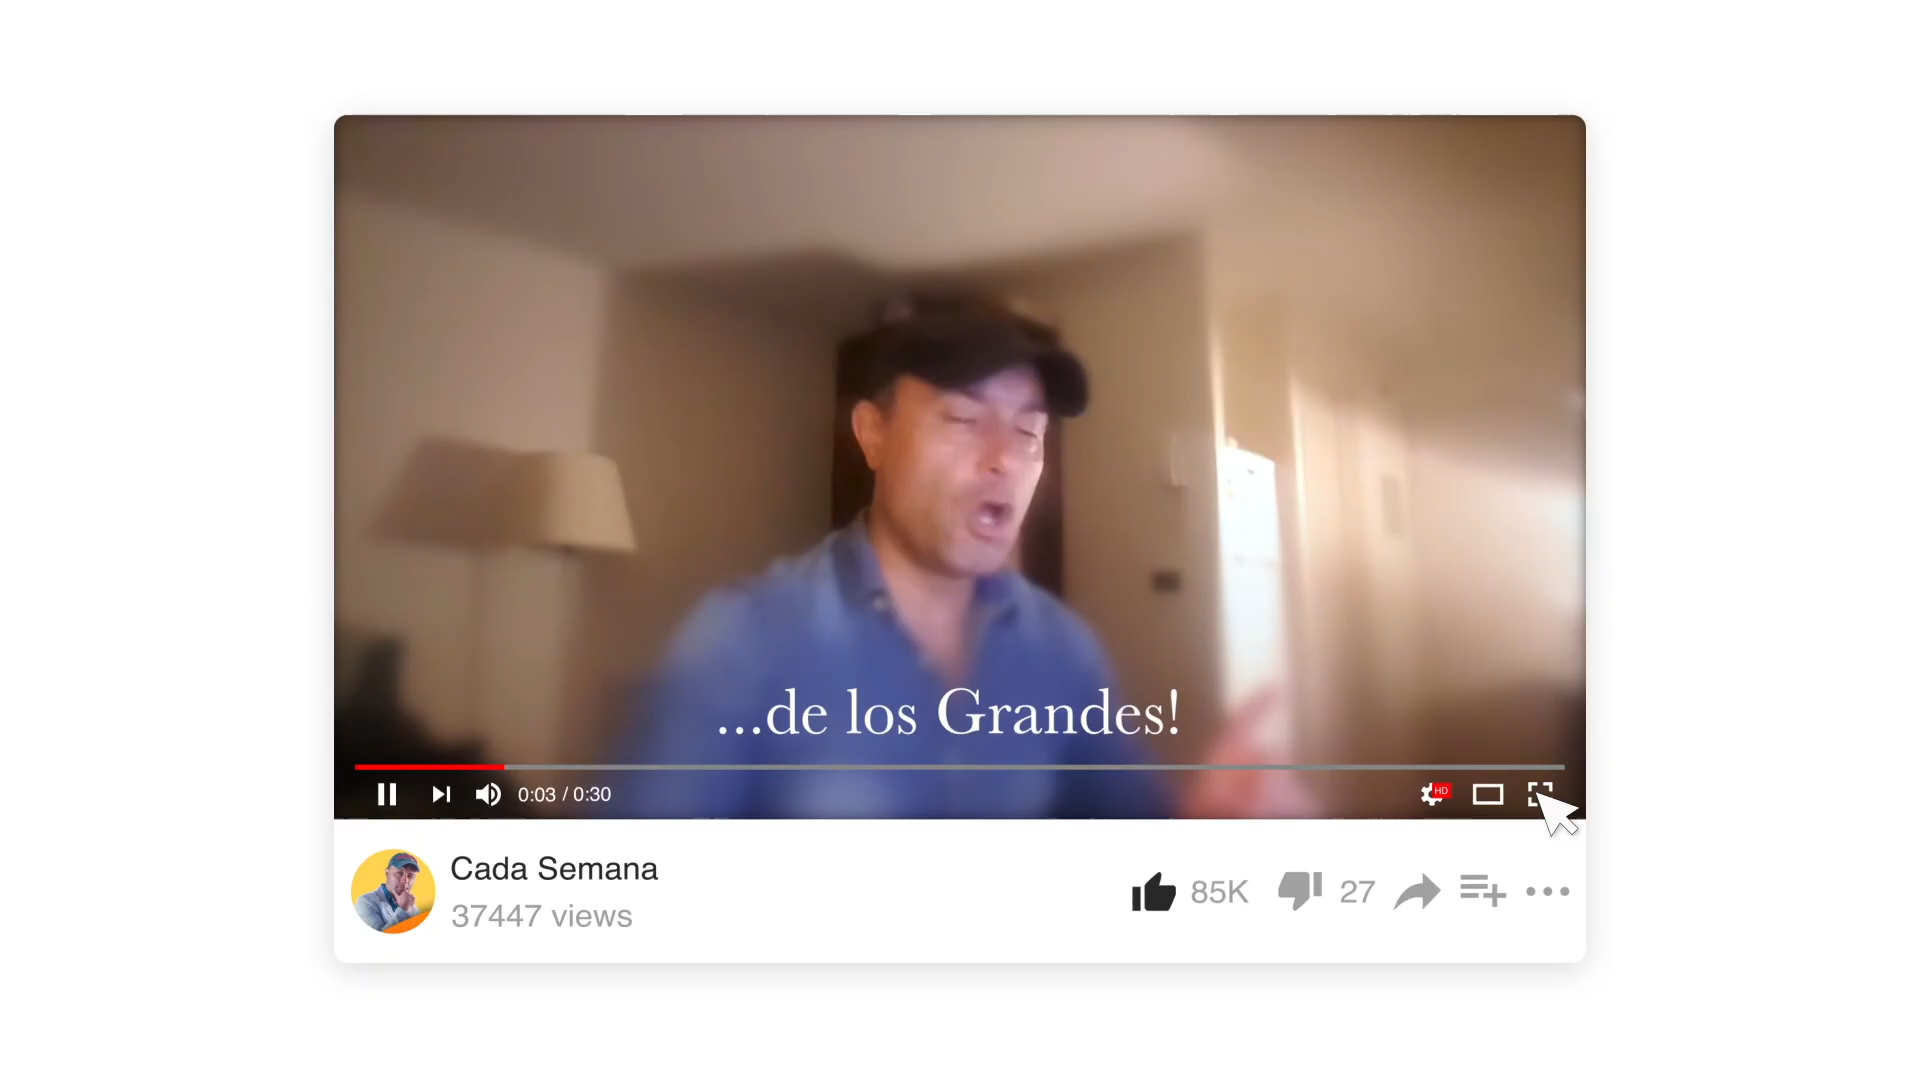 ...de los Grandes!
0:03 / 0:30
HD
Cada Semana
37447 views
85K
27